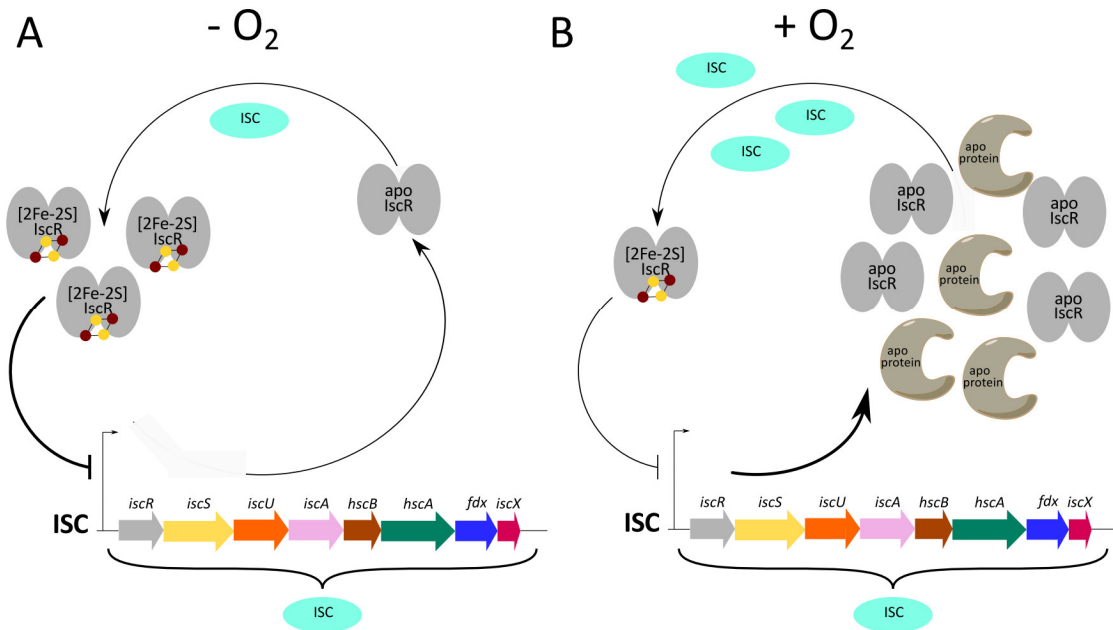 A
- O2
ISC
apo
IscR
[2Fe-2S]
IscR
[2Fe-2S]
IscR
[2Fe-2S]
IscR
ISC
iscR
iscS
iscU
iscA
hscB
hscA
fdx
iscX
ISC
B
+ O2
ISC
ISC
ISC
apo
protein
apo
IscR
apo
IscR
apo
IscR
apo
protein
apo
IscR
apo
protein
apo
protein
[2Fe-2S]
IscR
ISC
iscR
iscS
iscU
iscA
hscB
hscA
fdx
iscX
ISC